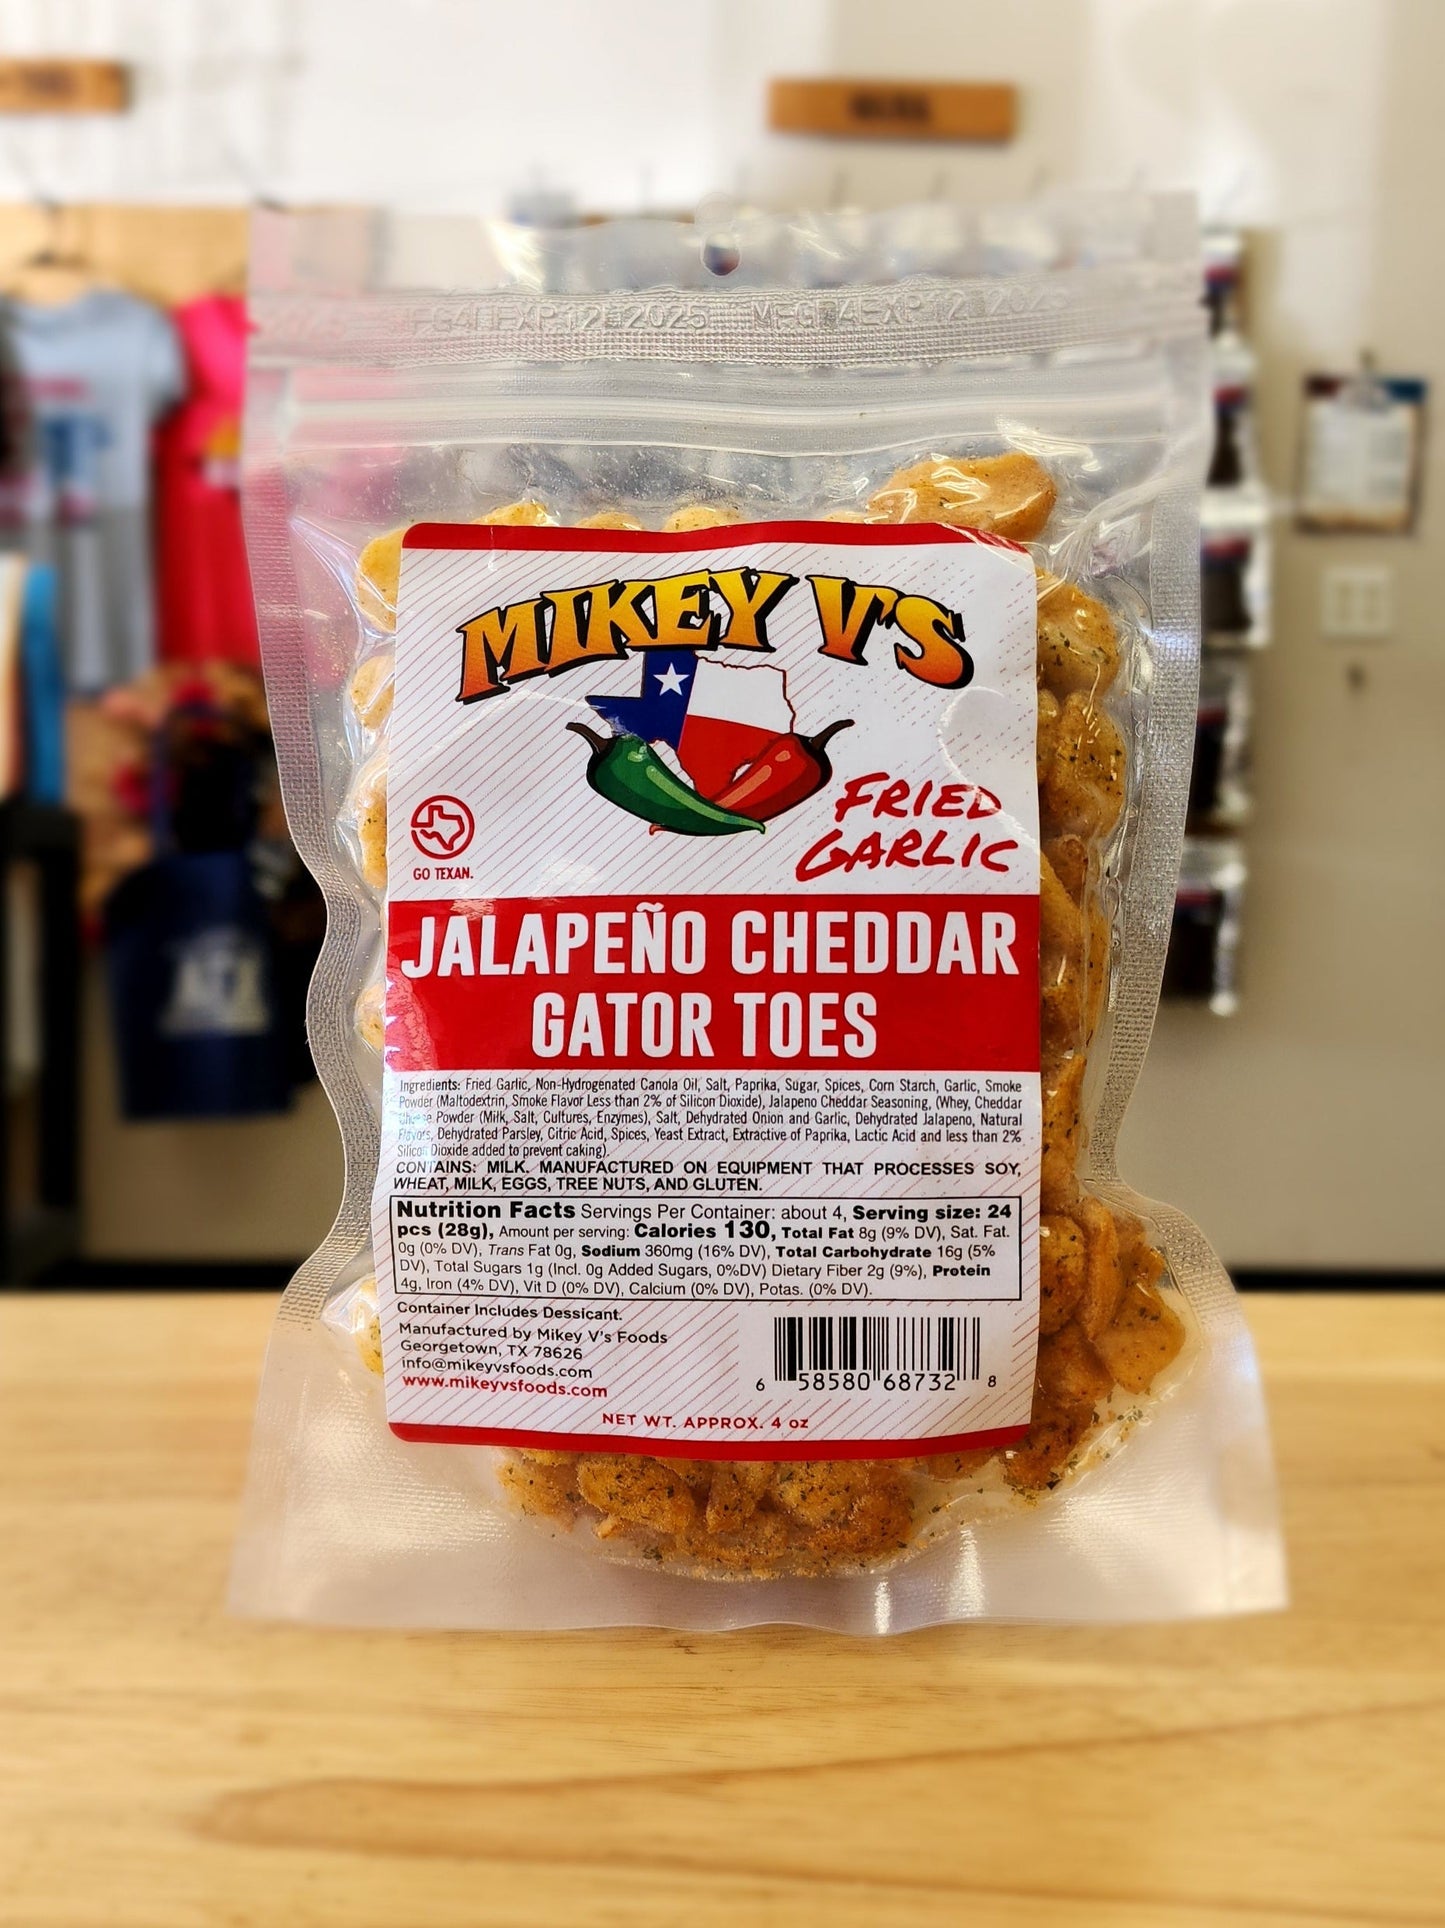 MFG4 EXP 12 2025 MFG 4 EXP 12 2025
MIKEY V'S
FRIED
GARLIC
GO TEXAN.
JALAPEÑO CHEDDAR
GATOR TOES
Ingredients: Fried Garlic, Non-Hydrogenated Canola Oil, Salt, Paprika, Sugar, Spices, Corn Starch, Garlic, Smoke
Powder (Maltodextrin, Smoke Flavor Less than 2% of Silicon Dioxide), Jalapeno Cheddar Seasoning, (Whey, Cheddar
Cheese Powder (Milk, Salt, Cultures, Enzymes), Salt, Dehydrated Onion and Garlic, Dehydrated Jalapeno, Natural
Flavors, Dehydrated Parsley, Citric Acid, Spices, Yeast Extract, Extractive of Paprika, Lactic Acid and less than 2%
Silicon Dioxide added to prevent caking).
CONTAINS: MILK. MANUFACTURED ON EQUIPMENT THAT PROCESSES SOY,
WHEAT, MILK, EGGS, TREE NUTS, AND GLUTEN.
Nutrition Facts Servings Per Container: about 4, Serving size: 24
pcs (28g), Amount per serving: Calories 130, Total Fat 8g (9% DV), Sat. Fat.
0g (0% DV), Trans Fat 0g, Sodium 360mg (16% DV), Total Carbohydrate 16g (5%
DV), Total Sugars 1g (Incl. 0g Added Sugars, 0%DV) Dietary Fiber 2g (9%), Protein
4g, Iron (4% DV), Vit D (0% DV), Calcium (0% DV), Potas. (0% DV).
Container Includes Dessicant.
Manufactured by Mikey V's Foods
Georgetown, TX 78626
info@mikeyvsfoods.com
www.mikeyvsfoods.com
6 58580 68732 8
NET WT. APPROX. 4 oz